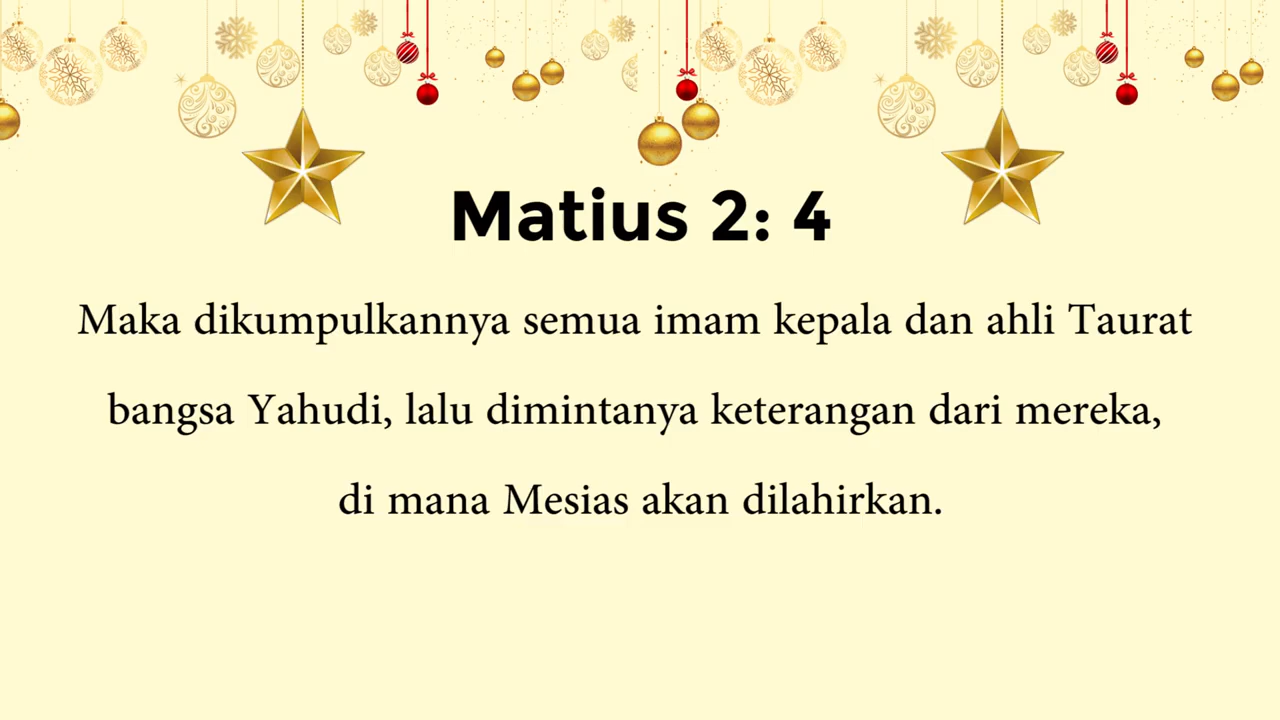 Matius 2: 4
Maka dikumpulkannya semua imam kepala dan ahli Taurat
bangsa Yahudi, lalu dimintanya keterangan dari mereka,
di mana Mesias akan dilahirkan.